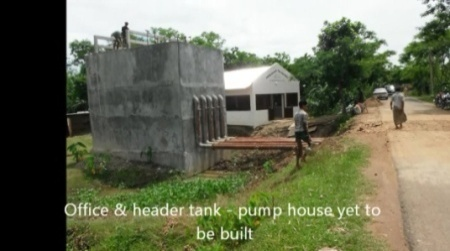 Office & header tank - pump house yet to
be built